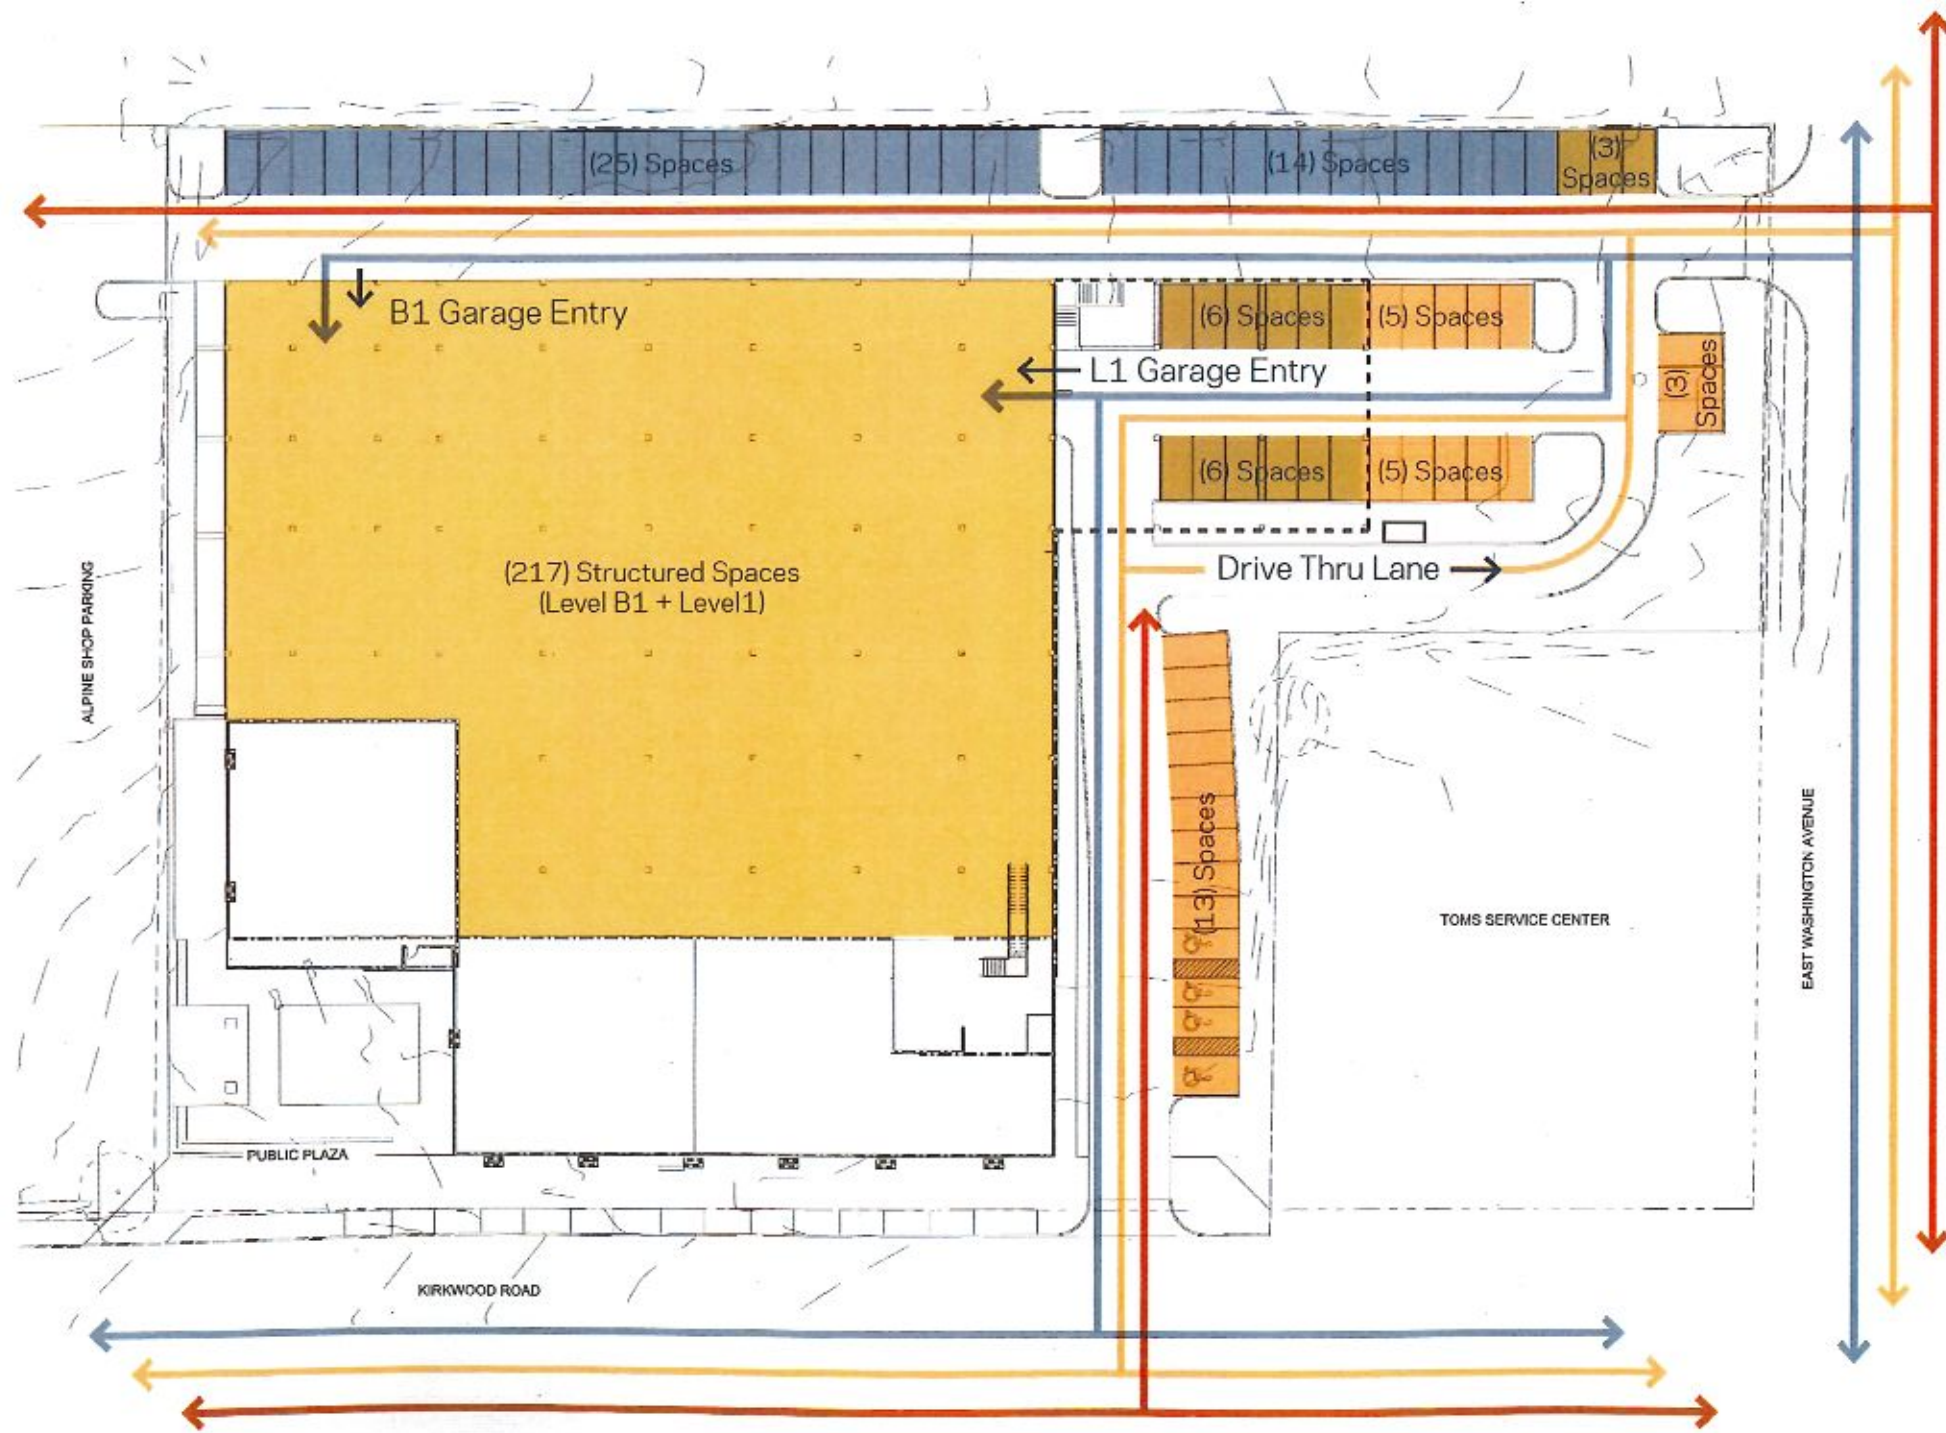 (25) Spaces
(14) Spaces
(3)
Spaces
B1 Garage Entry
(6) Spaces
(5) Spaces
L1 Garage Entry
(3)
Spaces
(6) Spaces
(5) Spaces
(217) Structured Spaces
(Level B1 + Level1)
Drive Thru Lane
ALPINE SHOP PARKING
(13) Spaces
TOMS SERVICE CENTER
EAST WASHINGTON AVENUE
PUBLIC PLAZA
KIRKWOOD ROAD